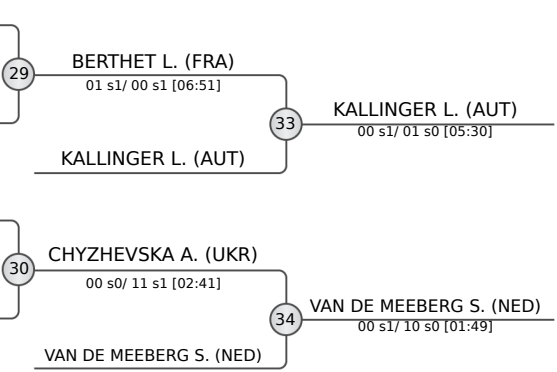 BERTHET L. (FRA)
29
01 s1/ 00 s1 [06:51]
KALLINGER L. (AUT)
33
00 s1/ 01 s0 [05:30]
KALLINGER L. (AUT)
CHYZHEVSKA A. (UKR)
30
00 s0/ 11 s1 [02:41]
VAN DE MEEBERG S. (NED)
34
00 s1/ 10 s0 [01:49]
VAN DE MEEBERG S. (NED)